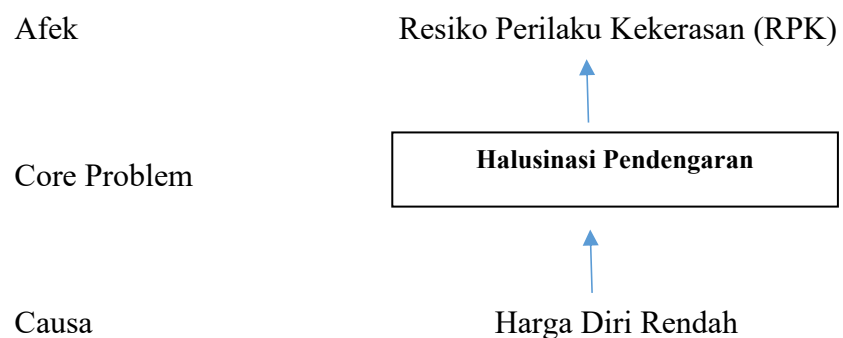 Afek Resiko Perilaku Kekerasan (RPK)
Core Problem Halusinasi Pendengaran
Causa Harga Diri Rendah